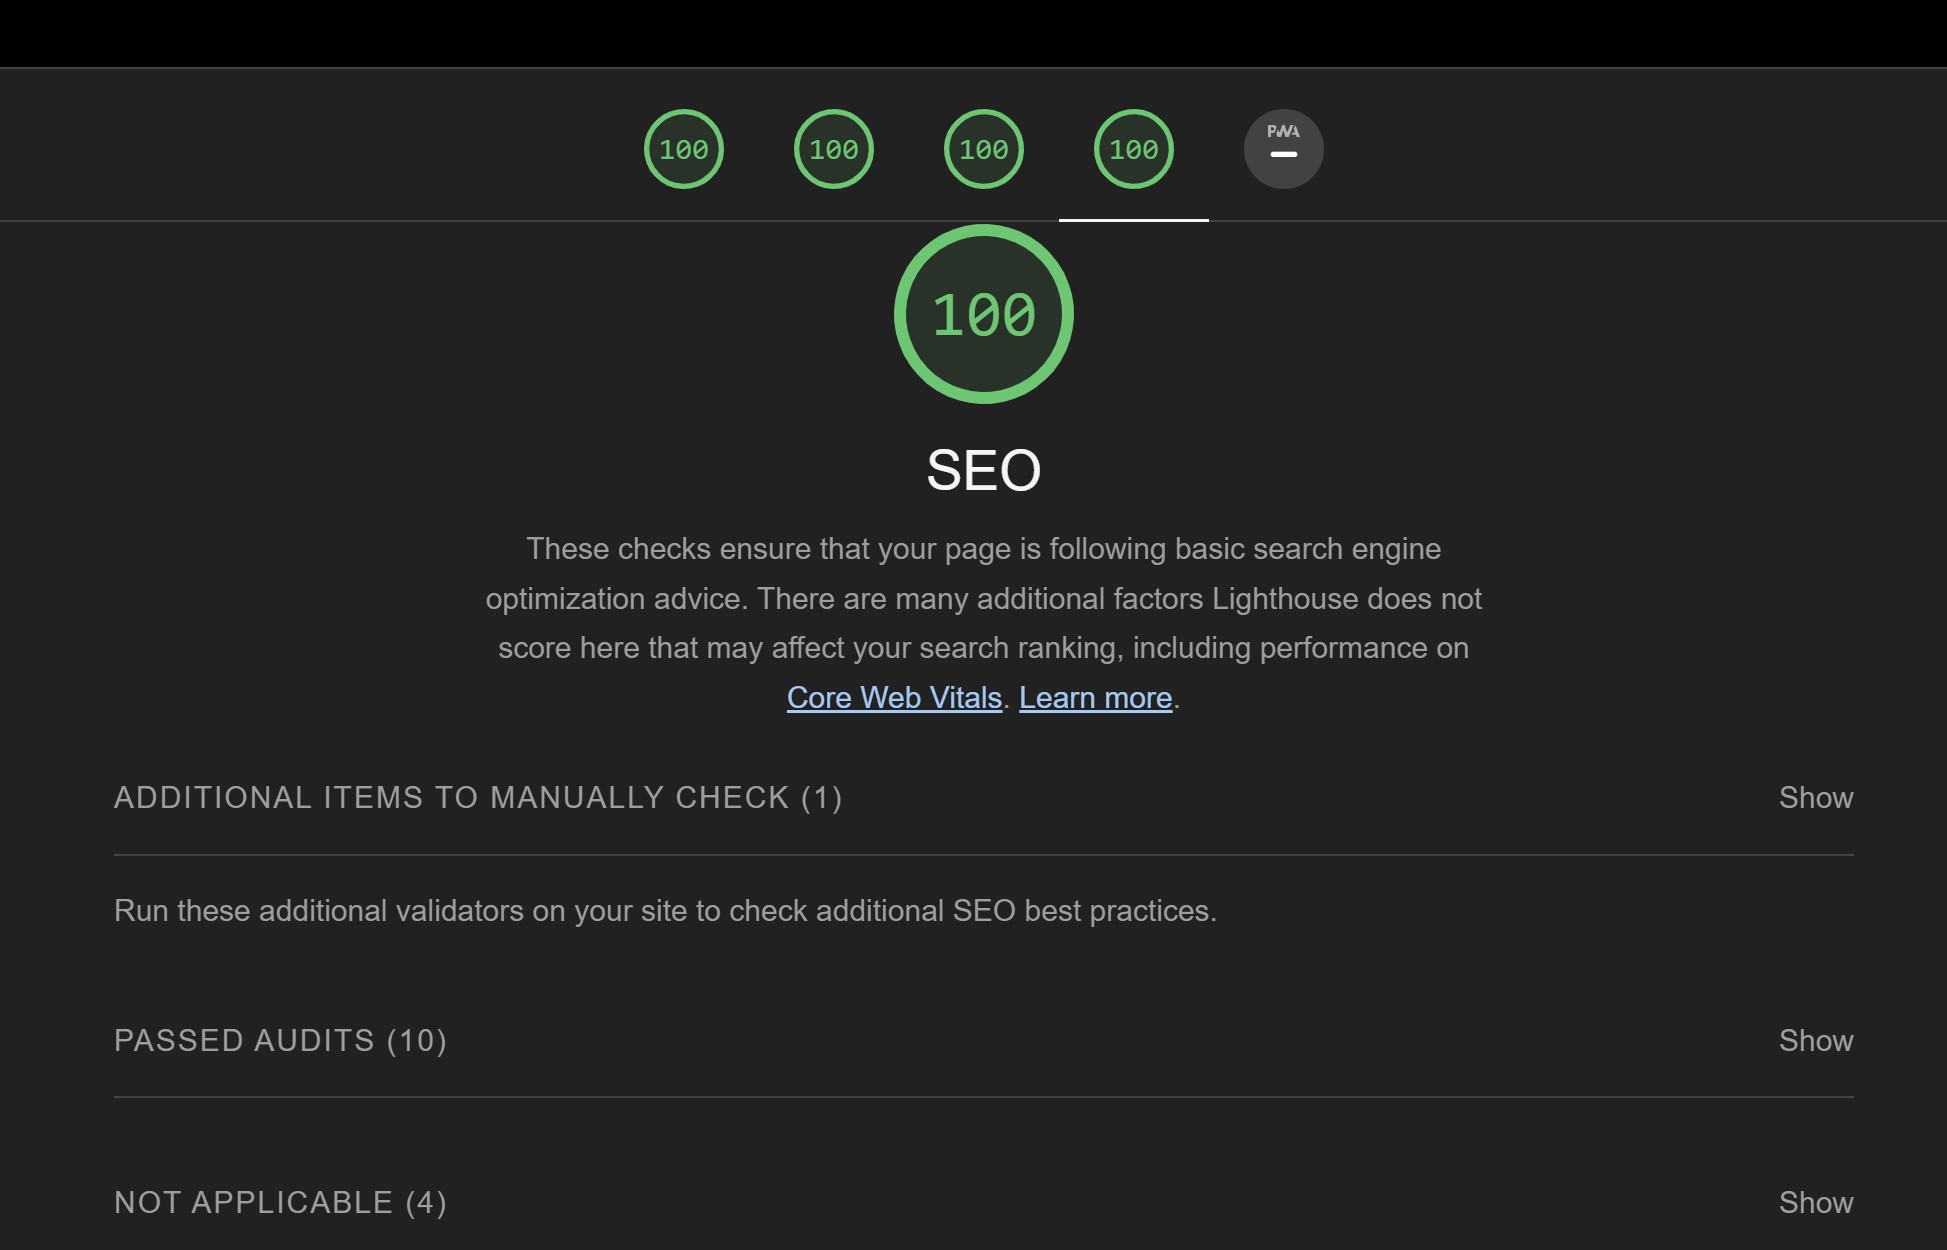 100 100 100 100 PWA
100
SEO
These checks ensure that your page is following basic search engine
optimization advice. There are many additional factors Lighthouse does not
score here that may affect your search ranking, including performance on
Core Web Vitals. Learn more.
ADDITIONAL ITEMS TO MANUALLY CHECK (1) Show
Run these additional validators on your site to check additional SEO best practices.
PASSED AUDITS (10) Show
NOT APPLICABLE (4) Show